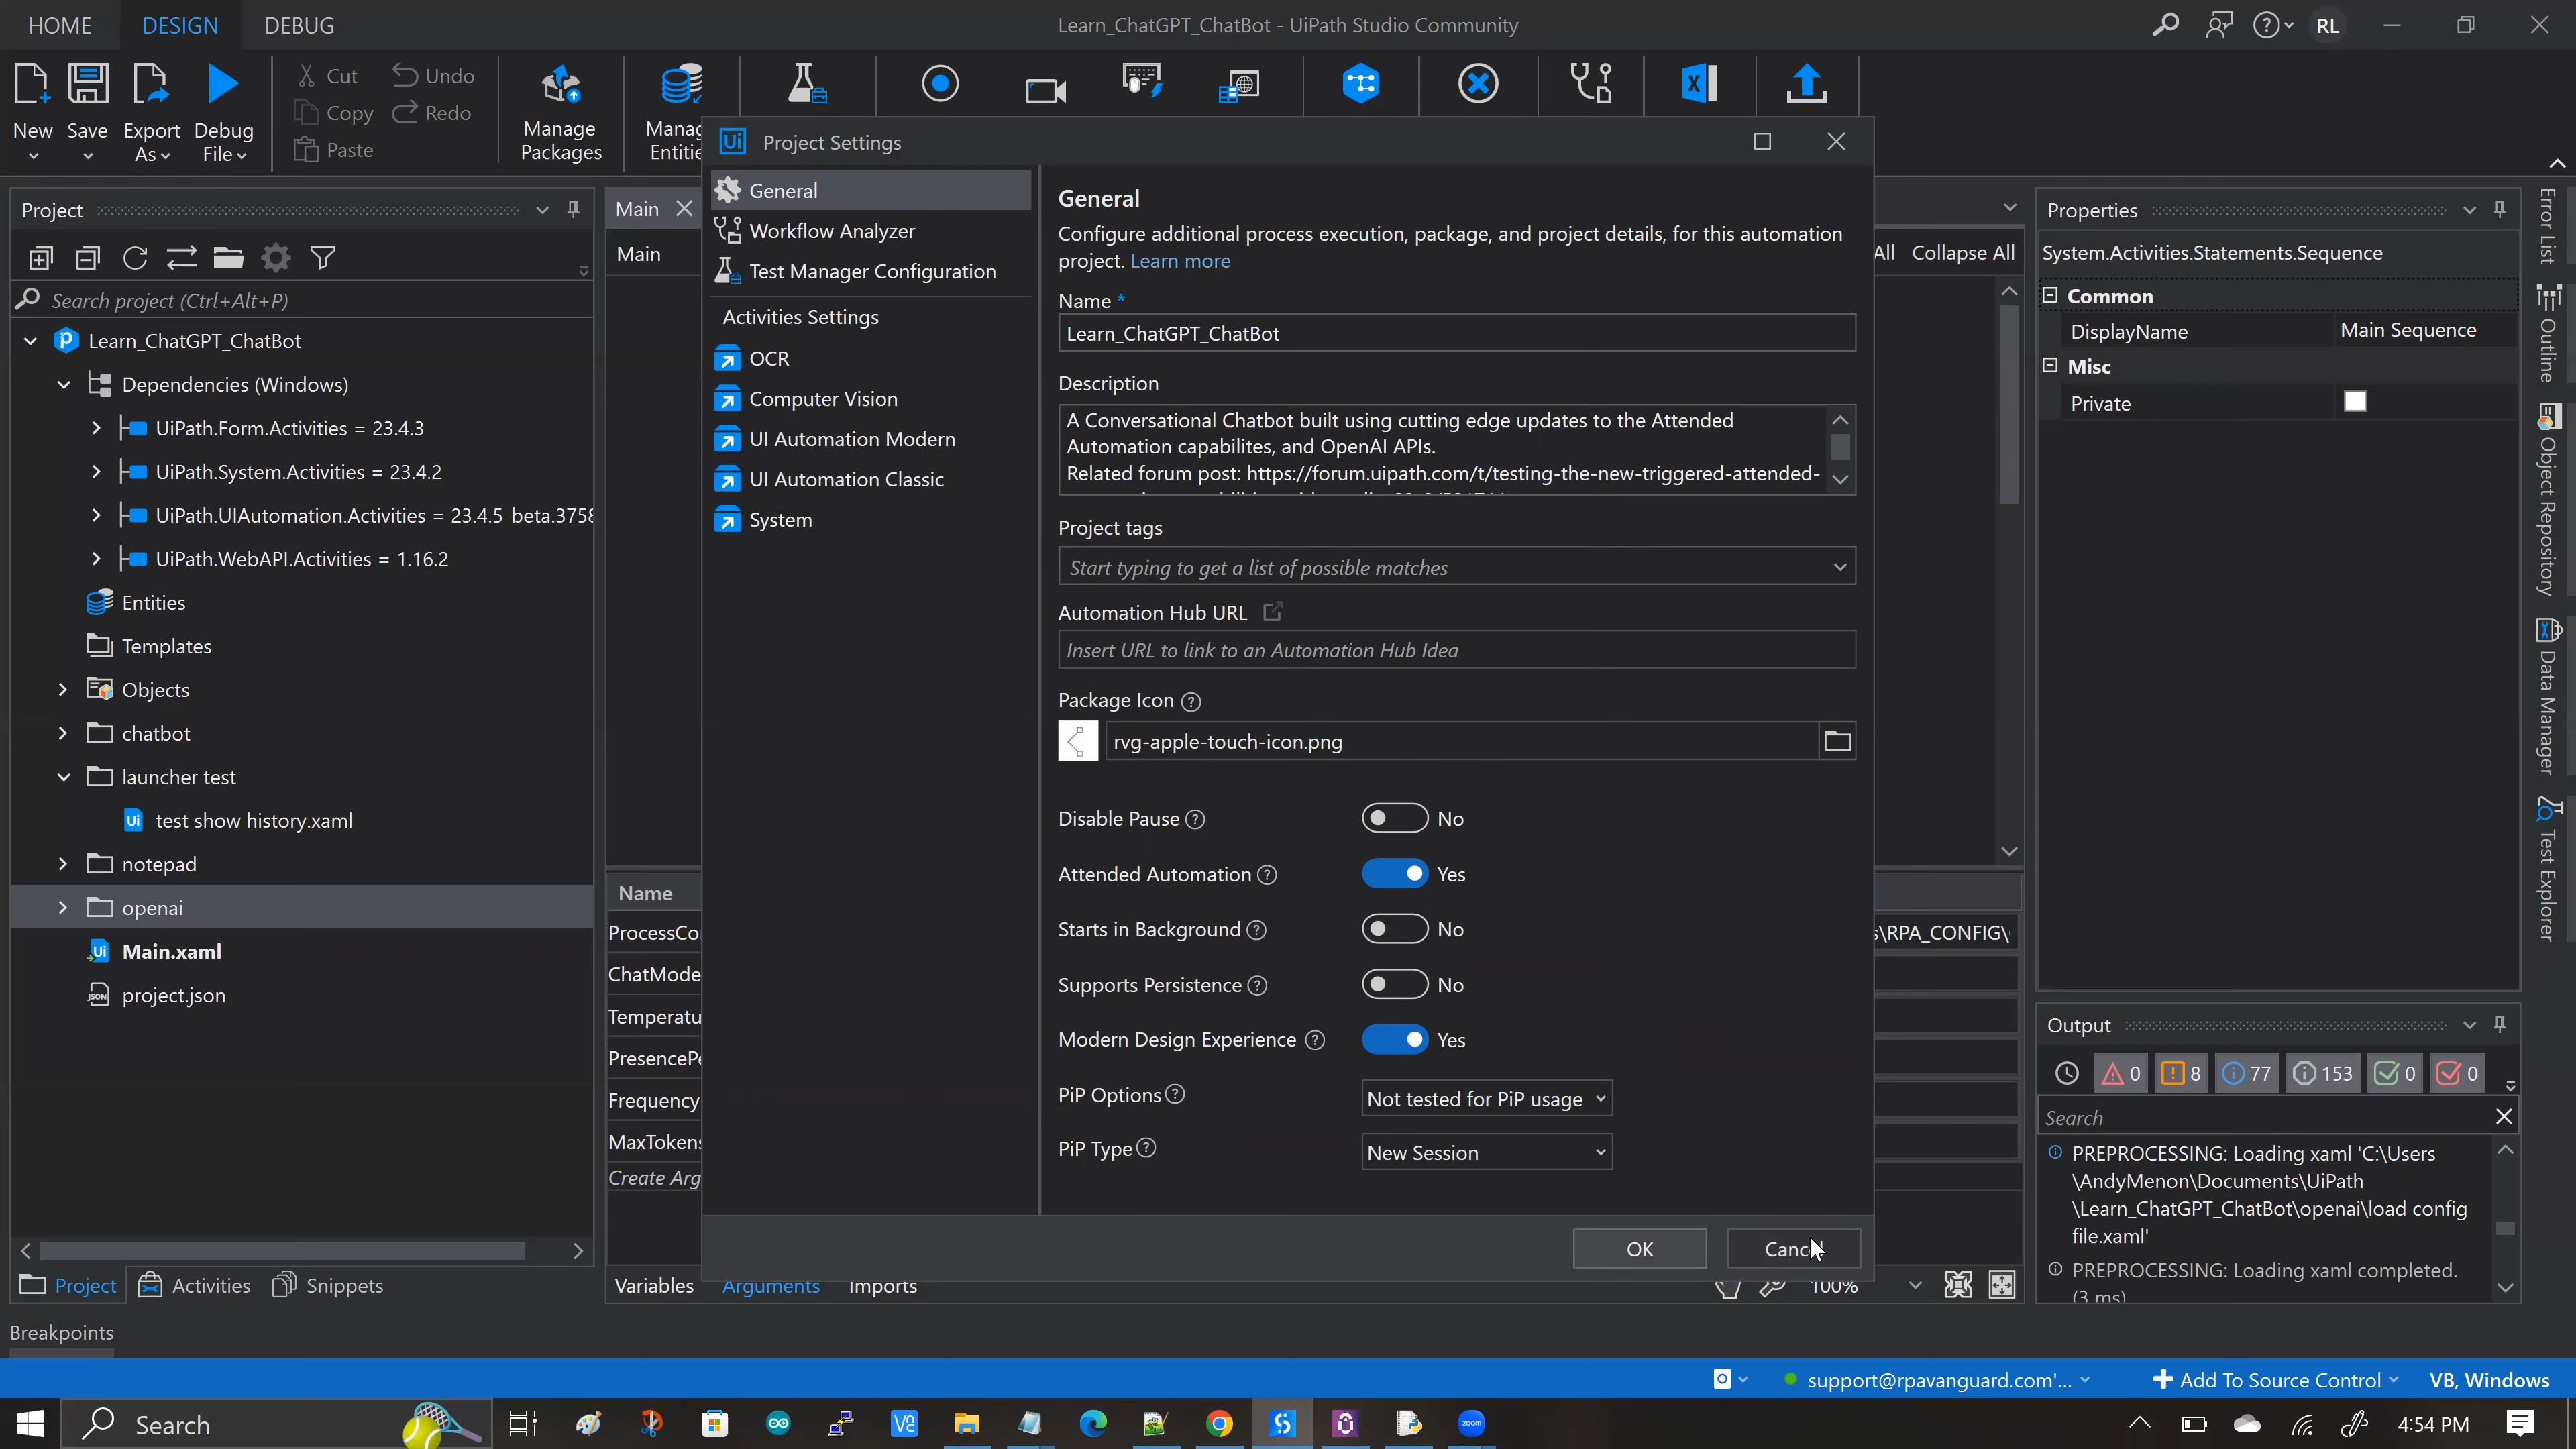 HOME
DESIGN
DEBUG
Learn_ChatGPT_ChatBot - UiPath Studio Community
RL
New
Save
Export As
Debug File
Cut
Copy
Paste
Undo
Redo
Manage Packages
Manag
Entitie
Project
Search project (Ctrl+Alt+P)
Learn_ChatGPT_ChatBot
Dependencies (Windows)
UiPath.Form.Activities = 23.4.3
UiPath.System.Activities = 23.4.2
UiPath.UIAutomation.Activities = 23.4.5-beta.3758
UiPath.WebAPI.Activities = 1.16.2
Entities
Templates
Objects
chatbot
launcher test
test show history.xaml
notepad
openai
Main.xaml
project.json
Project
Activities
Snippets
Breakpoints
Main
Main
Name
ProcessCo
ChatMode
Temperatu
PresencePe
Frequency
MaxTokens
Create Arg
Variables
Arguments
Imports
100%
All
Collapse All
s\RPA_CONFIG\
Project Settings
General
Workflow Analyzer
Test Manager Configuration
Activities Settings
OCR
Computer Vision
UI Automation Modern
UI Automation Classic
System
General
Configure additional process execution, package, and project details, for this automation
project. Learn more
Name *
Learn_ChatGPT_ChatBot
Description
A Conversational Chatbot built using cutting edge updates to the Attended
Automation capabilites, and OpenAI APIs.
Related forum post: https://forum.uipath.com/t/testing-the-new-triggered-attended-
Project tags
Start typing to get a list of possible matches
Automation Hub URL
Insert URL to link to an Automation Hub Idea
Package Icon
rvg-apple-touch-icon.png
Disable Pause
No
Attended Automation
Yes
Starts in Background
No
Supports Persistence
No
Modern Design Experience
Yes
PiP Options
Not tested for PiP usage
PiP Type
New Session
OK
Cancel
Properties
System.Activities.Statements.Sequence
Common
DisplayName
Main Sequence
Misc
Private
Error List
Outline
Object Repository
Data Manager
Test Explorer
Output
0
8
77
153
0
0
Search
PREPROCESSING: Loading xaml 'C:\Users
\AndyMenon\Documents\UiPath
\Learn_ChatGPT_ChatBot\openai\load config
file.xaml'
PREPROCESSING: Loading xaml completed.
(3 ms)
support@rpavanguard.com'...
Add To Source Control
VB, Windows
Search
zoom
4:54 PM